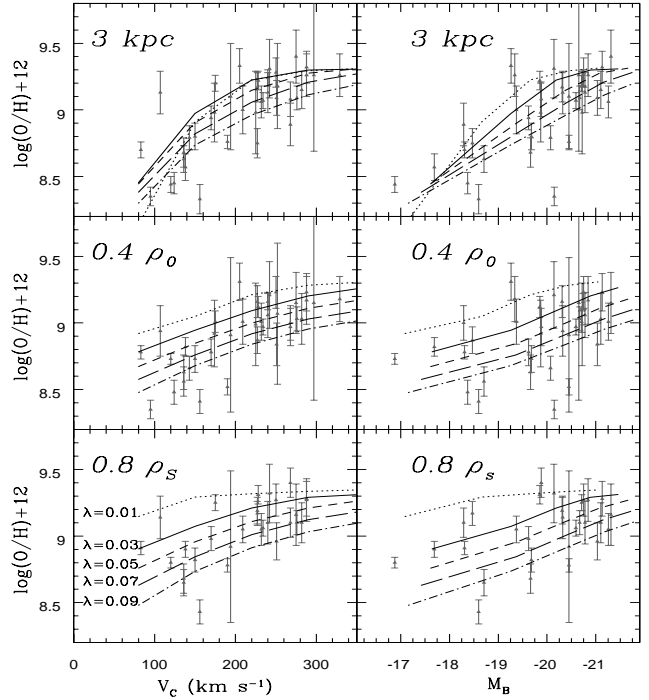 3 kpc
3 kpc
log(O/H)+12
9.5
9
8.5
0.4 ρ₀
0.4 ρ₀
log(O/H)+12
9.5
9
8.5
0.8 ρₛ
0.8 ρₛ
log(O/H)+12
9.5
9
8.5
λ=0.01
λ=0.03
λ=0.05
λ=0.07
λ=0.09
0 100 200 300
-17 -18 -19 -20 -21
V_C (km s⁻¹)
M_B